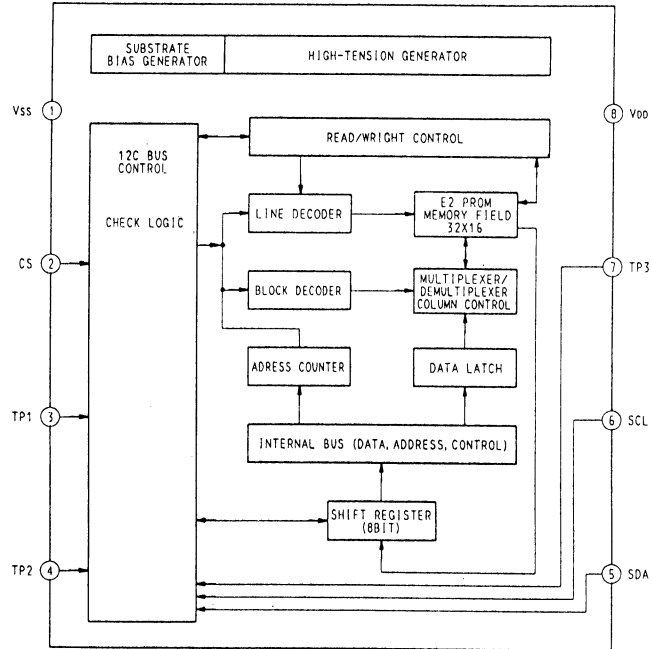 SUBSTRATE
BIAS GENERATOR
HIGH-TENSION GENERATOR
VSS 1
8 VDD
READ/WRIGHT CONTROL
12C BUS
CONTROL
CHECK LOGIC
LINE DECODER
E2 PROM
MEMORY FIELD
32X16
CS 2
7 TP3
BLOCK DECODER
MULTIPLEXER/
DEMULTIPLEXER
COLUMN CONTROL
ADRESS COUNTER
DATA LATCH
TP1 3
6 SCL
INTERNAL BUS (DATA, ADDRESS, CONTROL)
SHIFT REGISTER
(8BIT)
TP2 4
5 SDA